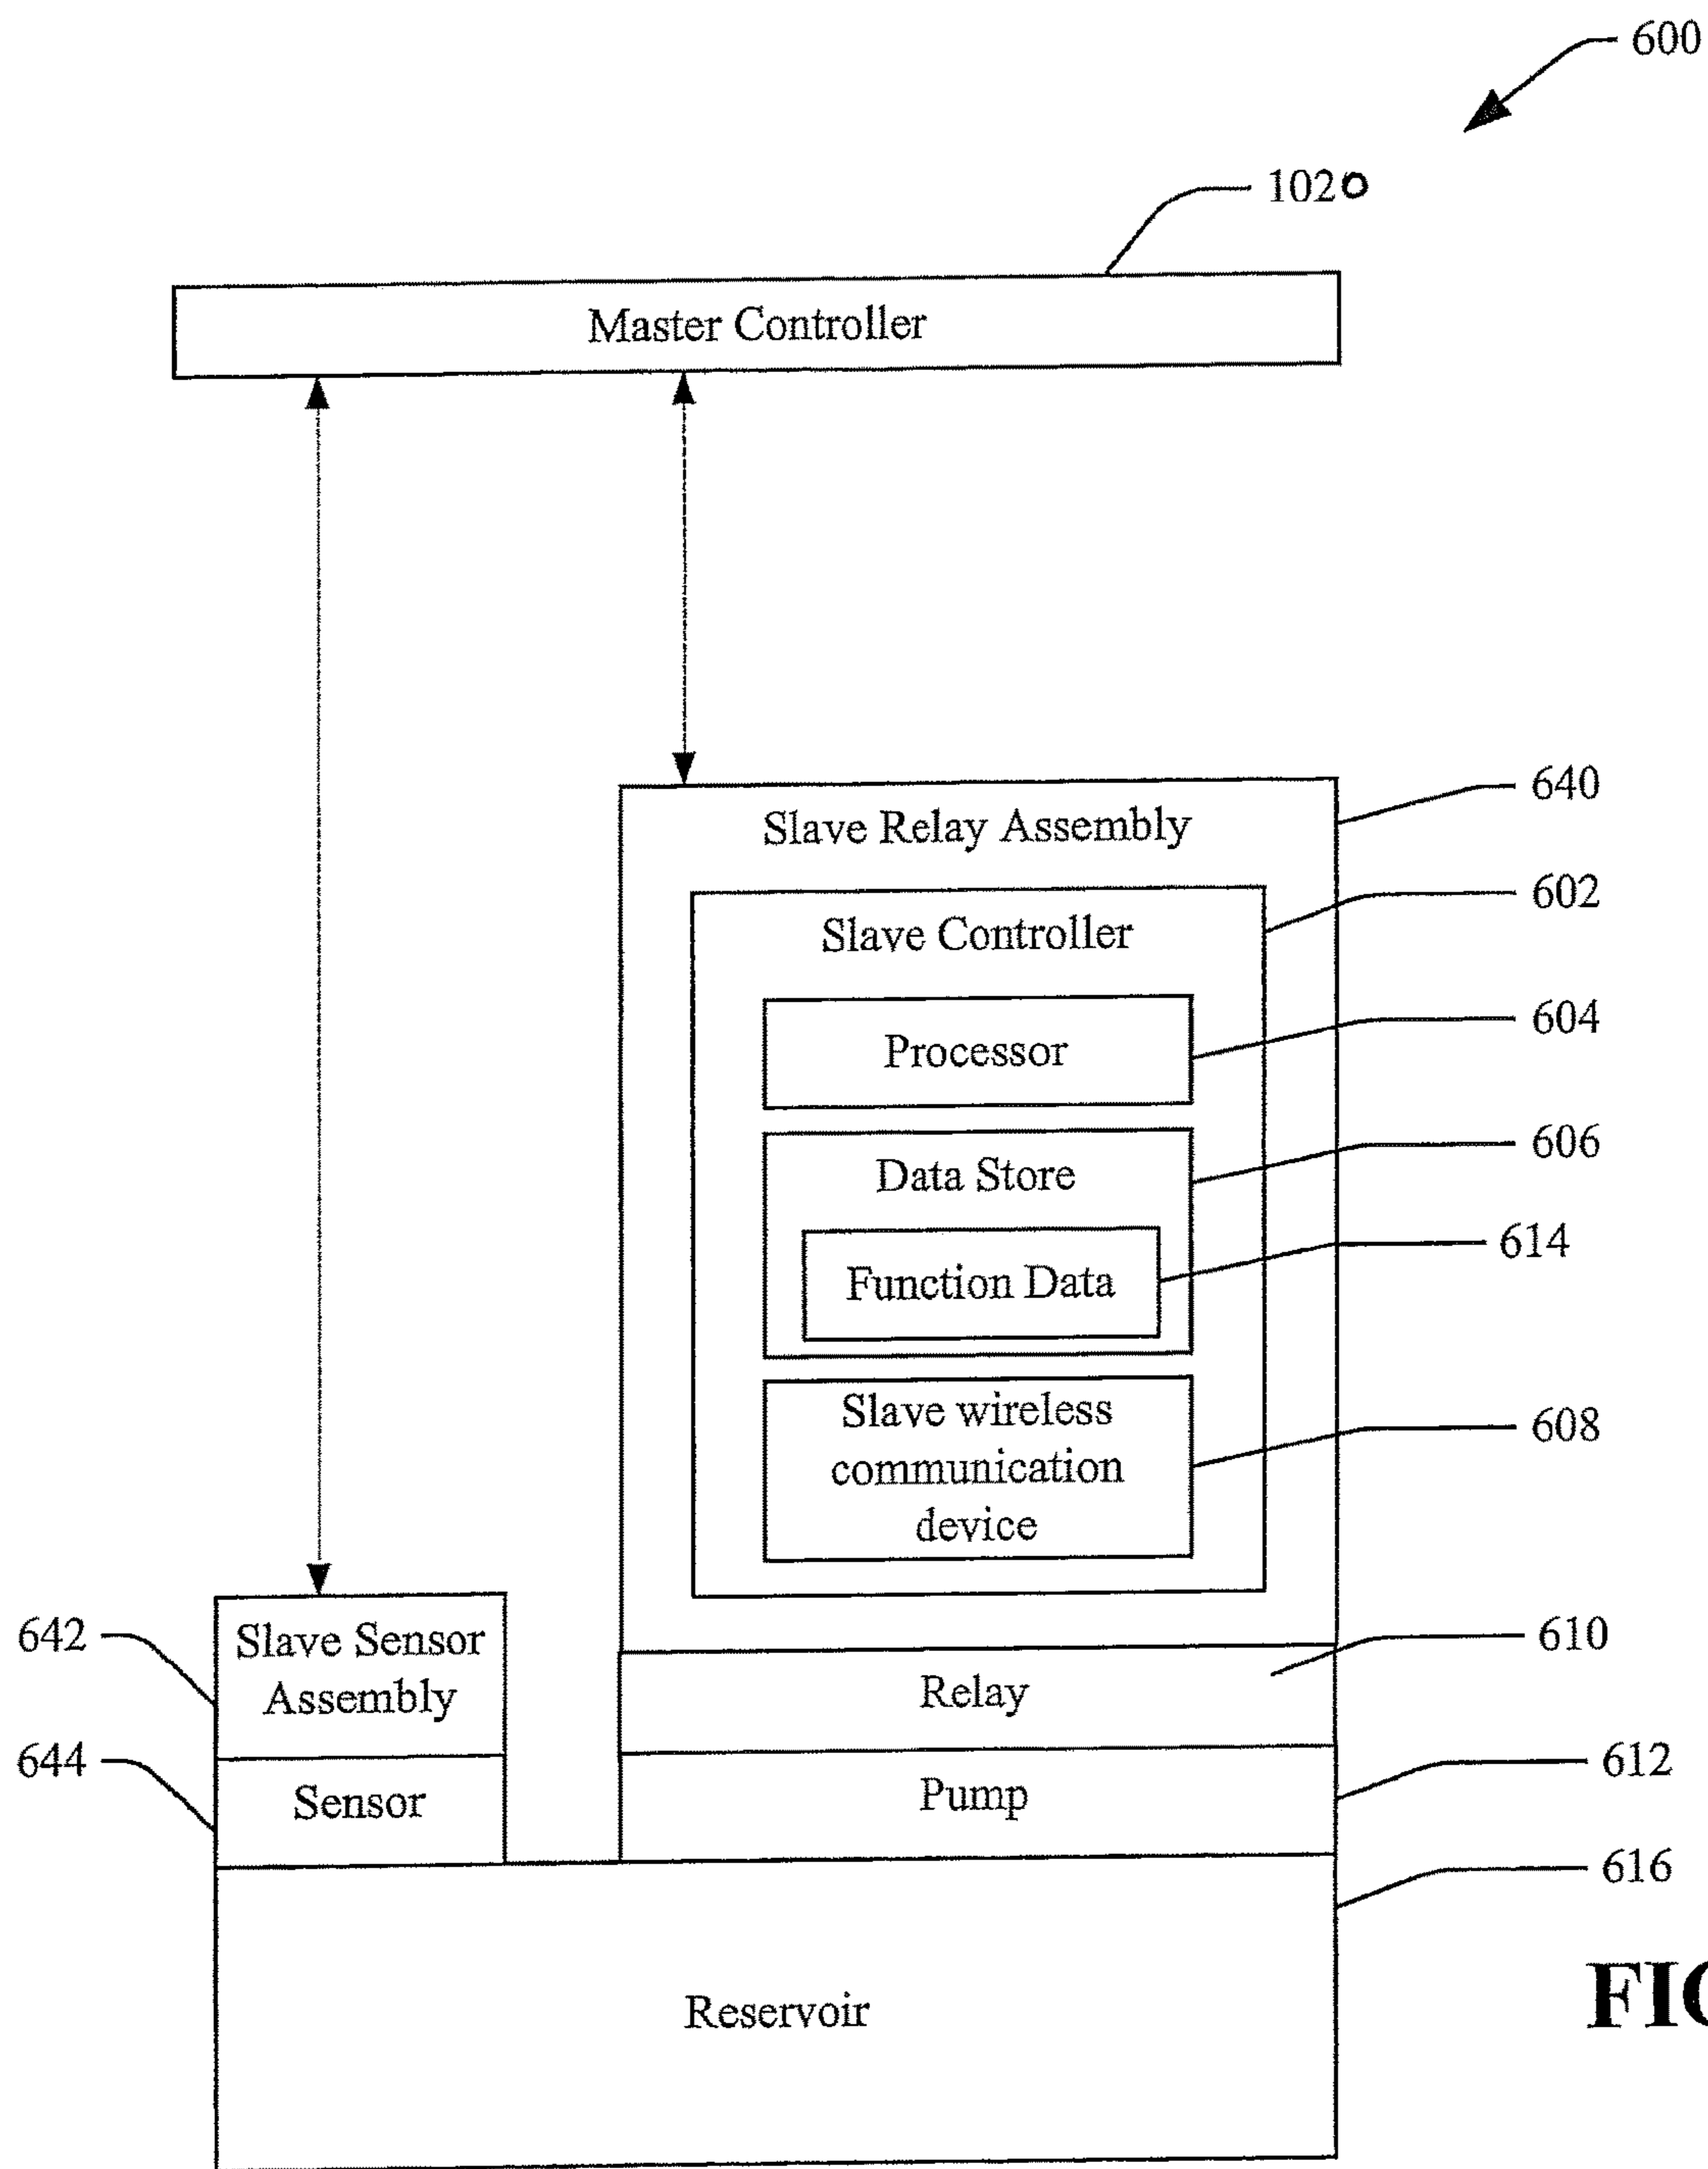 600
1020
Master Controller
640
Slave Relay Assembly
602
Slave Controller
604
Processor
606
Data Store
614
Function Data
608
Slave wireless
communication
device
642
Slave Sensor
Assembly
610
Relay
644
Sensor
612
Pump
616
Reservoir
FIG